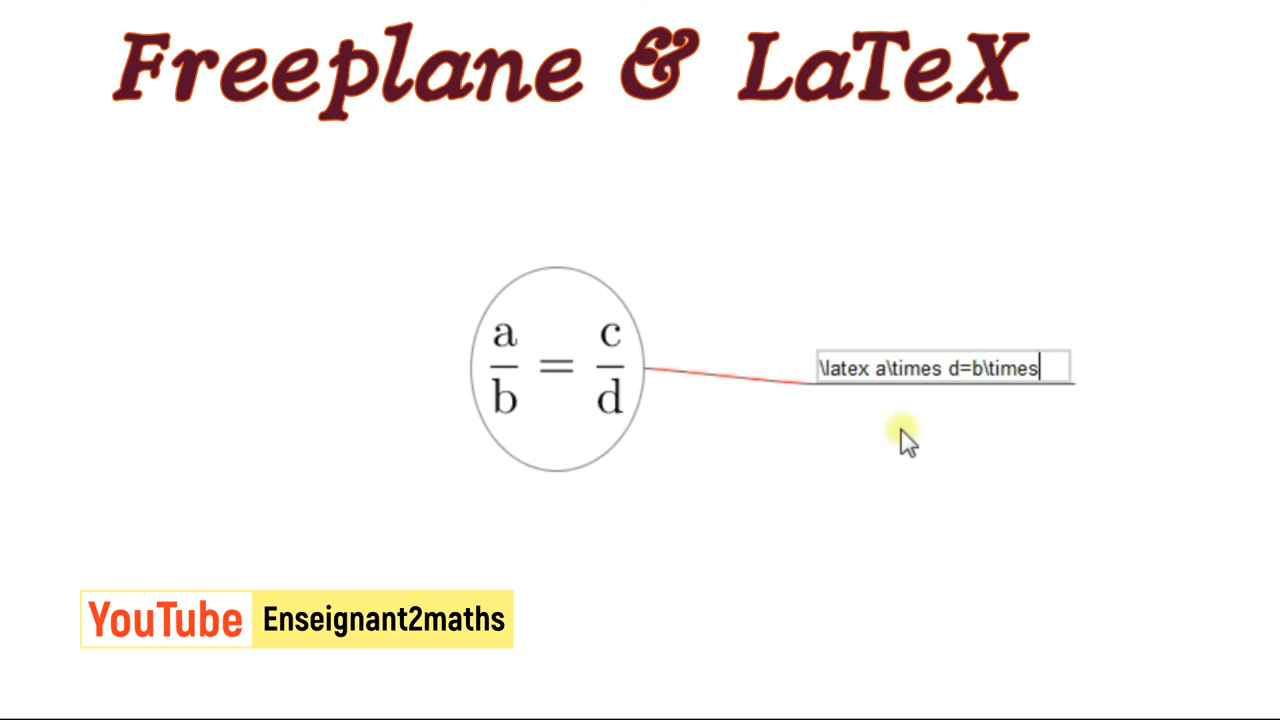 Freeplane & LaTeX
a/b = c/d
\latex a\times d=b\times
YouTube Enseignant2maths